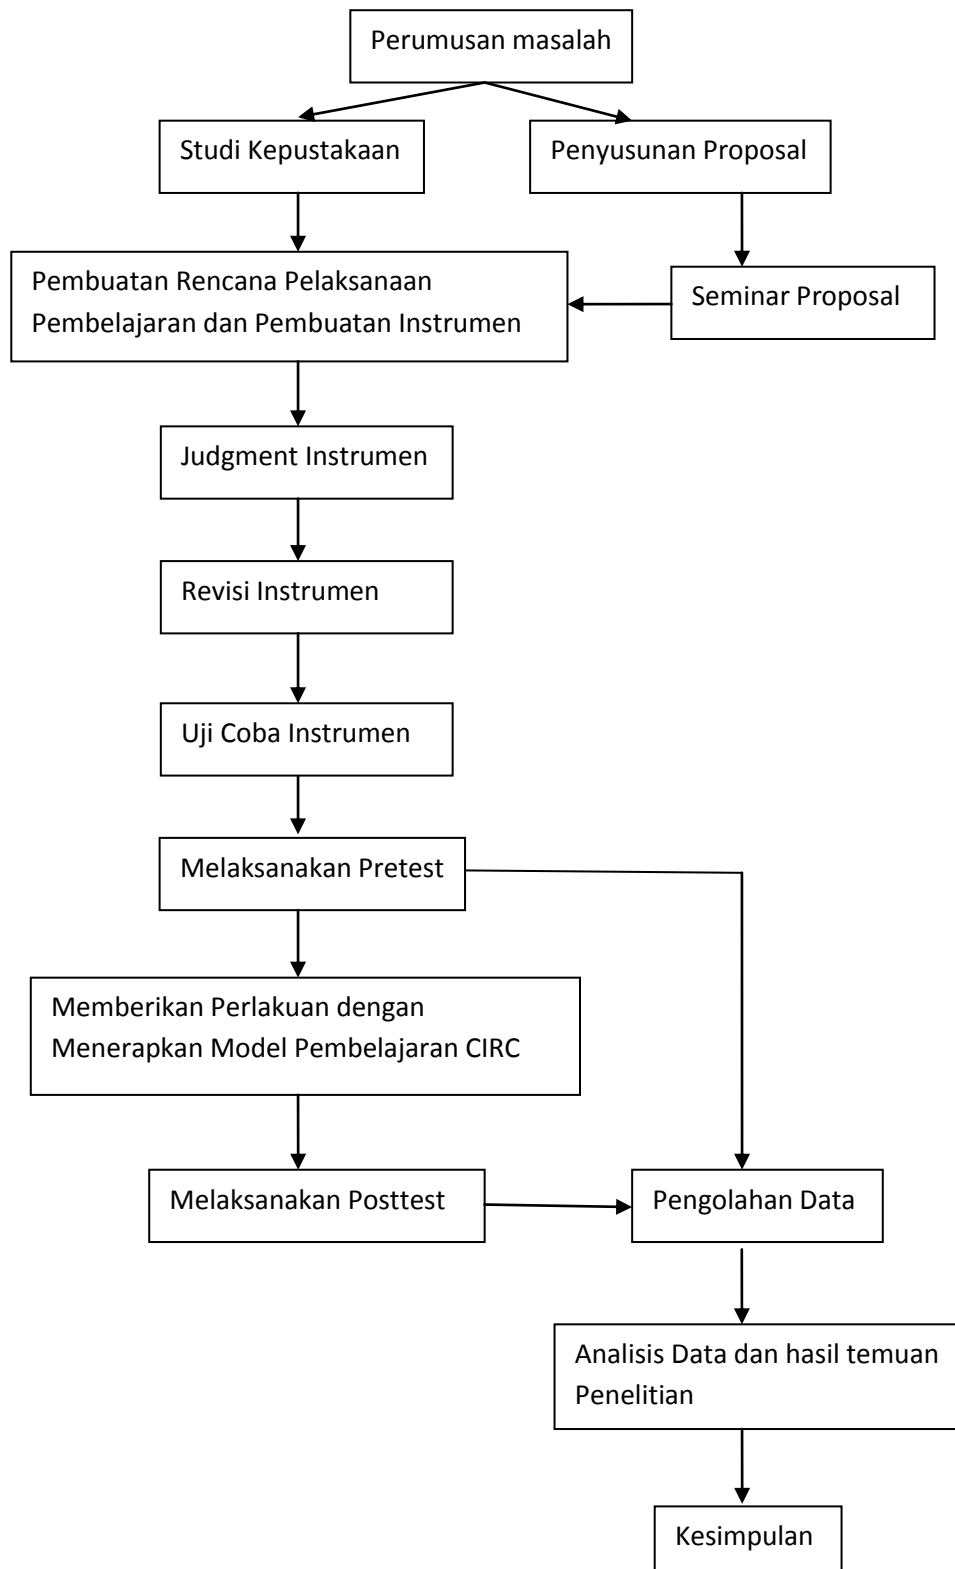 Perumusan masalah
Studi Kepustakaan
Penyusunan Proposal
Pembuatan Rencana Pelaksanaan
Pembelajaran dan Pembuatan Instrumen
Seminar Proposal
Judgment Instrumen
Revisi Instrumen
Uji Coba Instrumen
Melaksanakan Pretest
Memberikan Perlakuan dengan
Menerapkan Model Pembelajaran CIRC
Melaksanakan Posttest
Pengolahan Data
Analisis Data dan hasil temuan
Penelitian
Kesimpulan